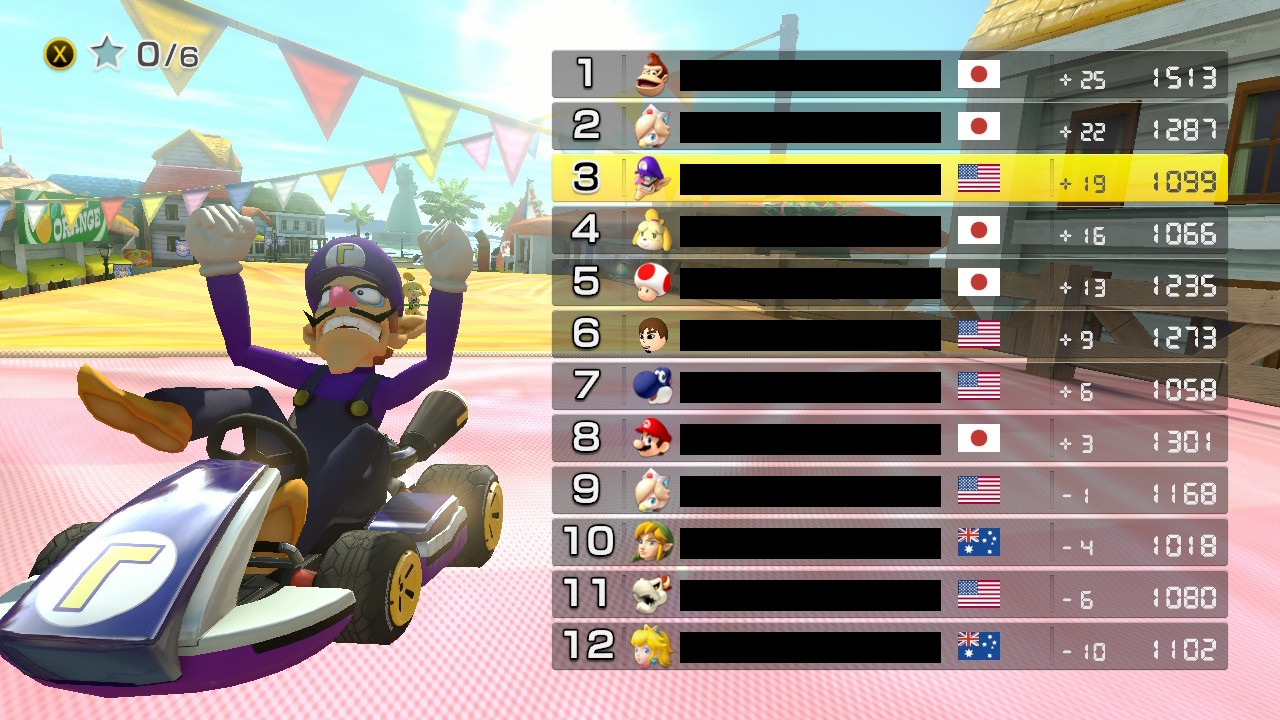 X 0/6
ORANGE
1 + 25 1513
2 + 22 1287
3 + 19 1099
4 + 16 1066
5 + 13 1235
6 + 9 1273
7 + 6 1058
8 + 3 1301
9 - 1 1168
10 - 4 1018
11 - 6 1080
12 - 10 1102